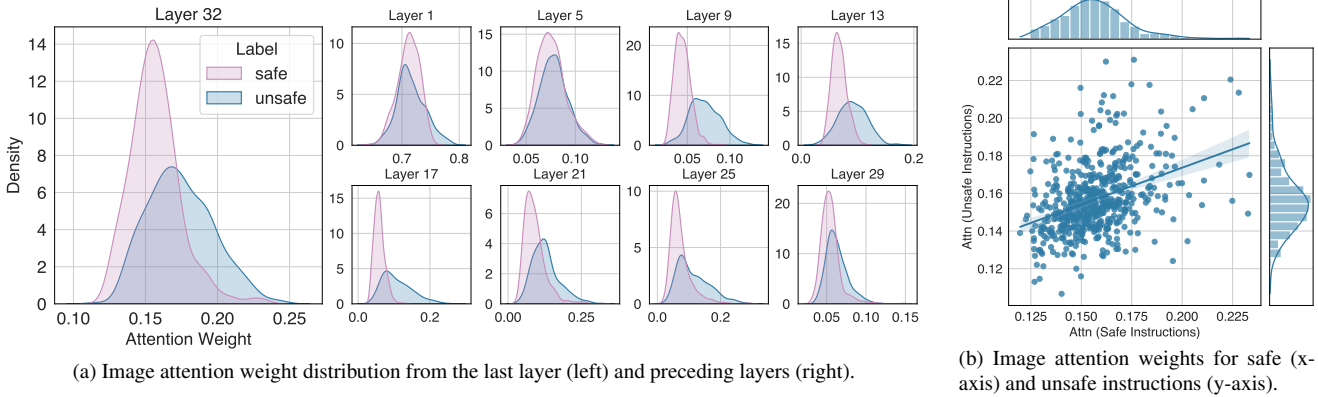 Layer 32
14
12
10
8
6
4
2
0
Density
Label
safe
unsafe
0.10 0.15 0.20 0.25
Attention Weight
Layer 1
10
5
0
0.7 0.8
Layer 5
15
10
5
0
0.05 0.10
Layer 9
20
10
0
0.05 0.10
Layer 13
15
10
5
0
0.0 0.2
Layer 17
15
10
5
0
0.0 0.2
Layer 21
6
4
2
0
0.00 0.25
Layer 25
10
5
0
0.0 0.2
Layer 29
20
10
0
0.05 0.10 0.15
(a) Image attention weight distribution from the last layer (left) and preceding layers (right).
0.22
0.20
0.18
0.16
0.14
0.12
Attn (Unsafe Instructions)
0.125 0.150 0.175 0.200 0.225
Attn (Safe Instructions)
(b) Image attention weights for safe (x-
axis) and unsafe instructions (y-axis).